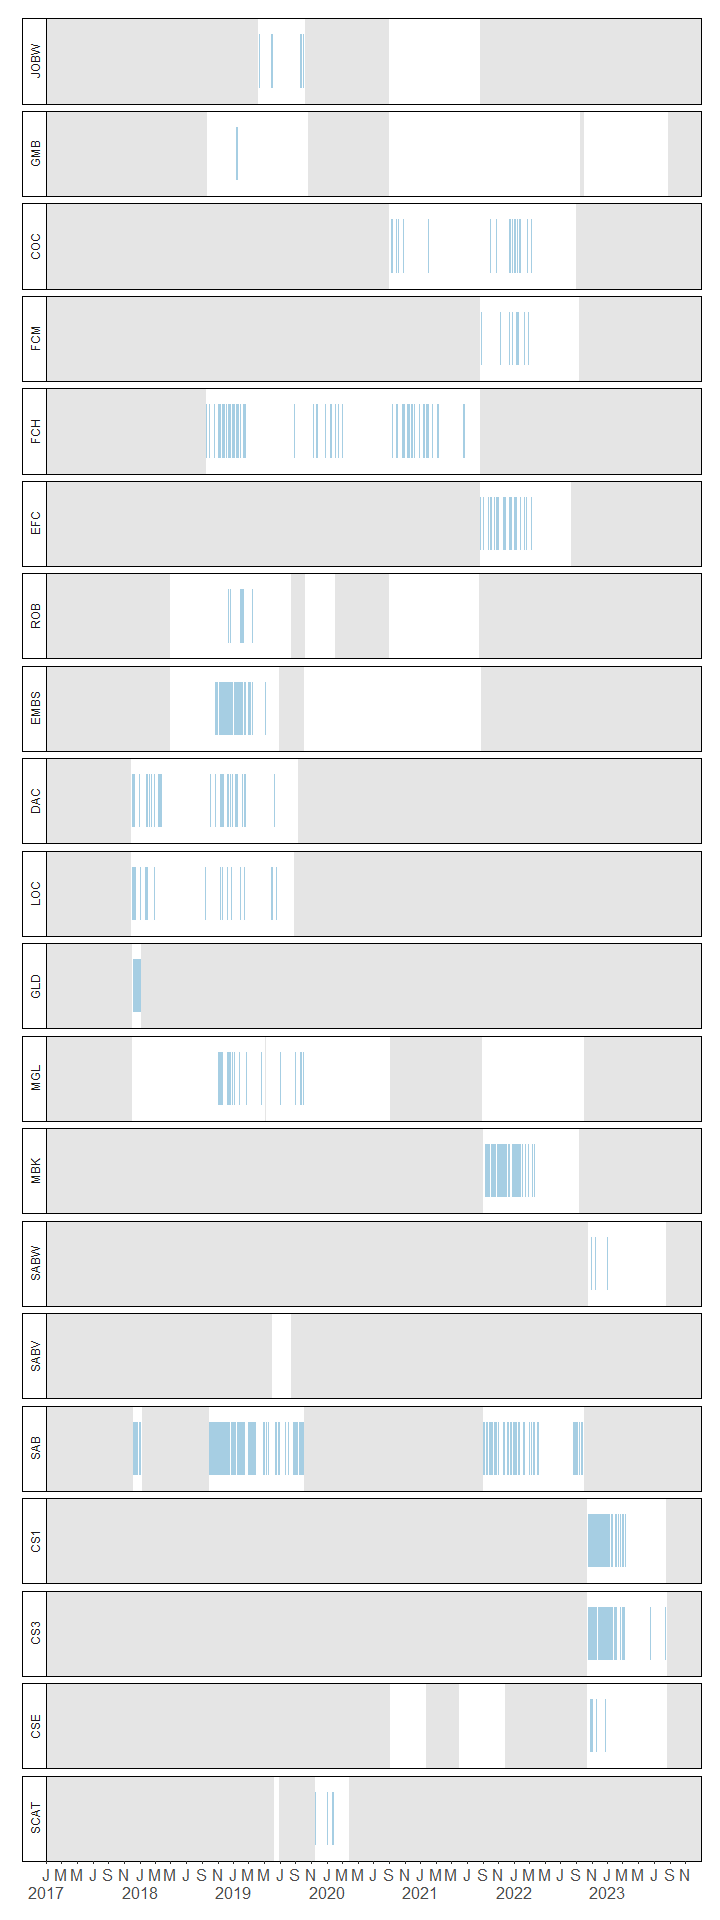 JOBW
GMB
COC
FCM
FCH
EFC
ROB
EMBS
DAC
LOC
GLD
MGL
MBK
SABW
SABV
SAB
CS1
CS3
CSE
SCAT
J M M J S N J M M J S N J M M J S N J M M J S N J M M J S N J M M J S N J M M J S N
2017 2018 2019 2020 2021 2022 2023